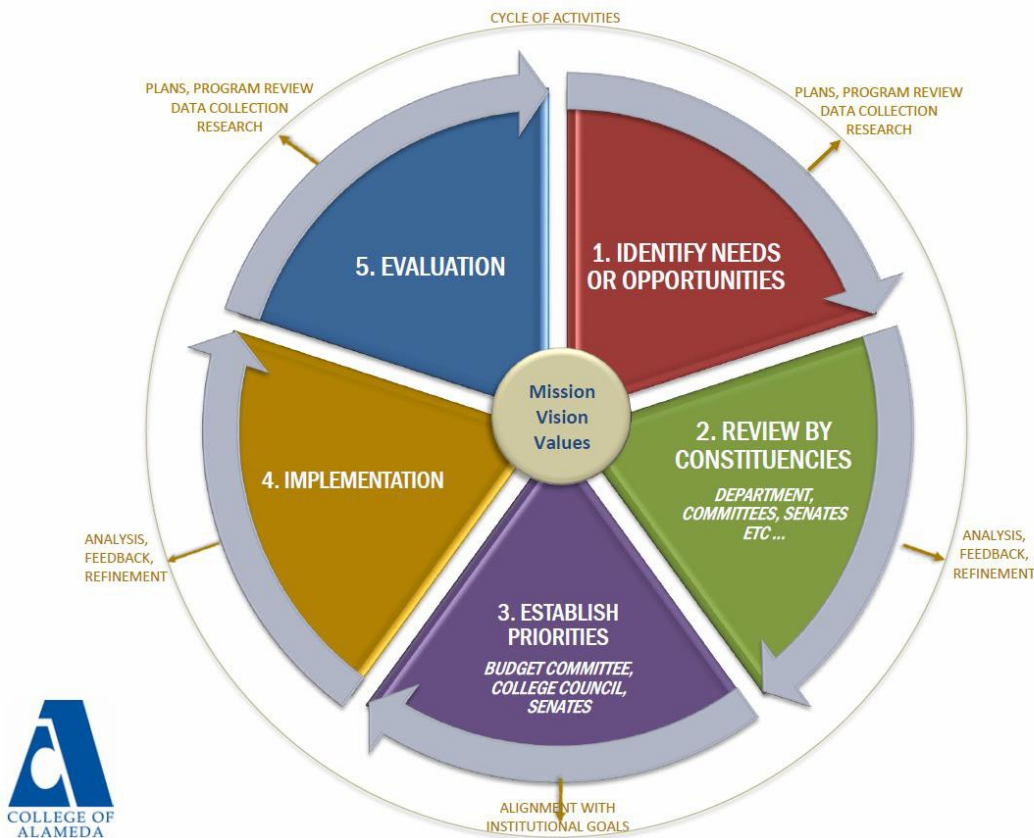 CYCLE OF ACTIVITIES
PLANS, PROGRAM REVIEW
DATA COLLECTION
RESEARCH
PLANS, PROGRAM REVIEW
DATA COLLECTION
RESEARCH
5. EVALUATION
1. IDENTIFY NEEDS
OR OPPORTUNITIES
Mission
Vision
Values
2. REVIEW BY
CONSTITUENCIES
DEPARTMENT,
COMMITTEES, SENATES
ETC ...
4. IMPLEMENTATION
ANALYSIS,
FEEDBACK,
REFINEMENT
ANALYSIS,
FEEDBACK,
REFINEMENT
3. ESTABLISH
PRIORITIES
BUDGET COMMITTEE,
COLLEGE COUNCIL,
SENATES
ALIGNMENT WITH
INSTITUTIONAL GOALS
COLLEGE OF
ALAMEDA